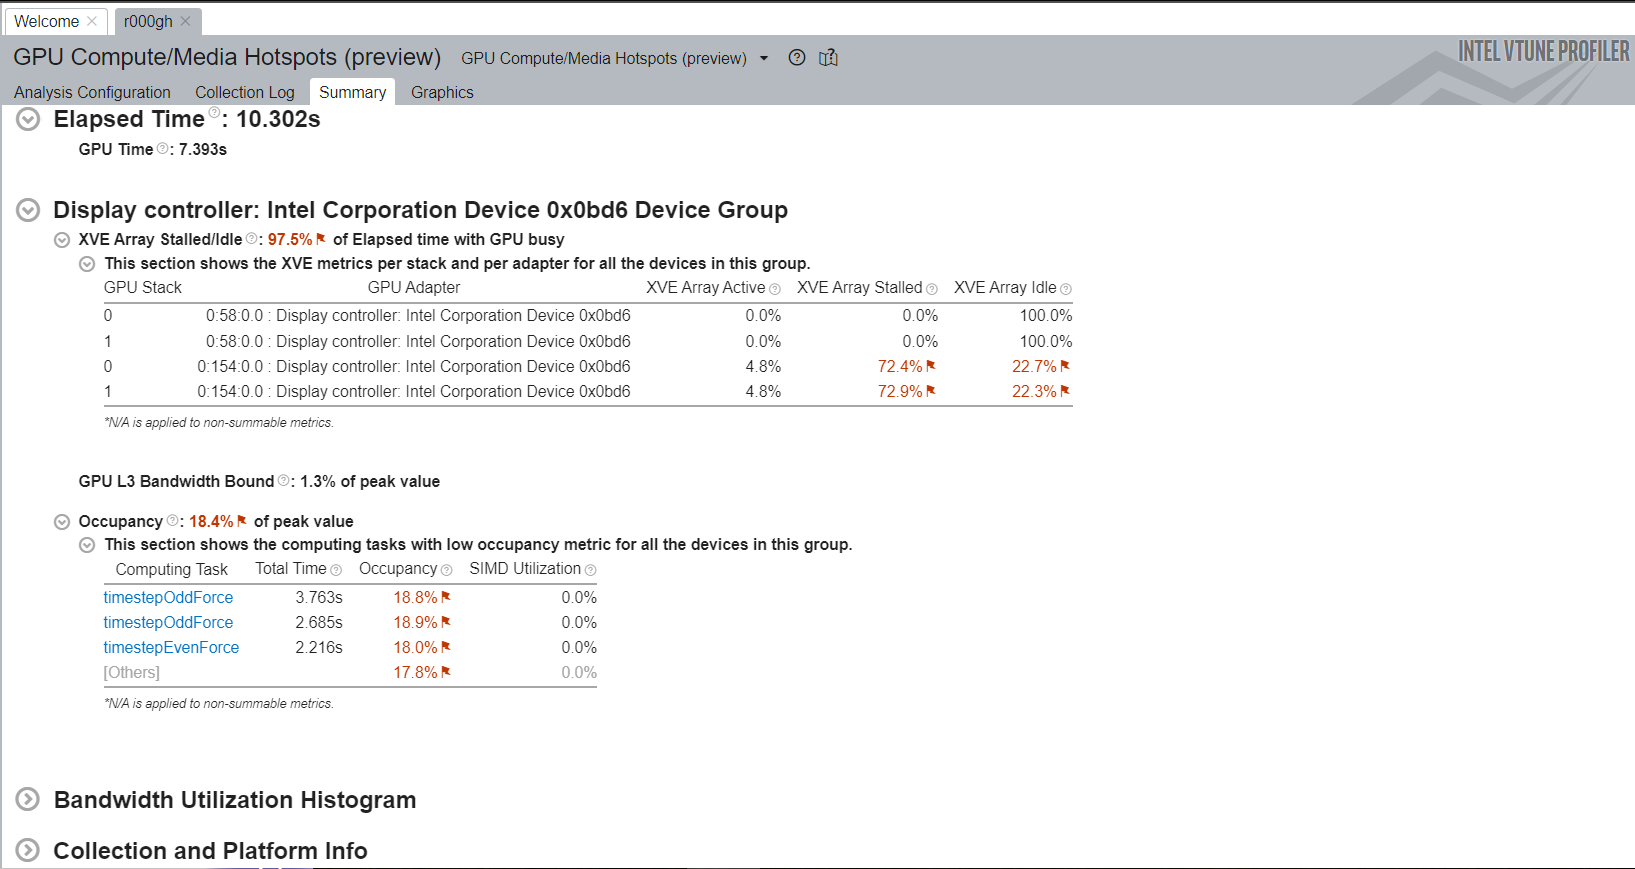 Welcome × r000gh ×
GPU Compute/Media Hotspots (preview) GPU Compute/Media Hotspots (preview)
INTEL VTUNE PROFILER
Analysis Configuration Collection Log Summary Graphics
Elapsed Time: 10.302s
GPU Time: 7.393s
Display controller: Intel Corporation Device 0x0bd6 Device Group
XVE Array Stalled/Idle: 97.5% of Elapsed time with GPU busy
This section shows the XVE metrics per stack and per adapter for all the devices in this group.
GPU Stack GPU Adapter XVE Array Active XVE Array Stalled XVE Array Idle
0 0:58:0.0 : Display controller: Intel Corporation Device 0x0bd6 0.0% 0.0% 100.0%
1 0:58:0.0 : Display controller: Intel Corporation Device 0x0bd6 0.0% 0.0% 100.0%
0 0:154:0.0 : Display controller: Intel Corporation Device 0x0bd6 4.8% 72.4% 22.7%
1 0:154:0.0 : Display controller: Intel Corporation Device 0x0bd6 4.8% 72.9% 22.3%
*N/A is applied to non-summable metrics.
GPU L3 Bandwidth Bound: 1.3% of peak value
Occupancy: 18.4% of peak value
This section shows the computing tasks with low occupancy metric for all the devices in this group.
Computing Task Total Time Occupancy SIMD Utilization
timestepOddForce 3.763s 18.8% 0.0%
timestepOddForce 2.685s 18.9% 0.0%
timestepEvenForce 2.216s 18.0% 0.0%
[Others] 17.8% 0.0%
*N/A is applied to non-summable metrics.
Bandwidth Utilization Histogram
Collection and Platform Info